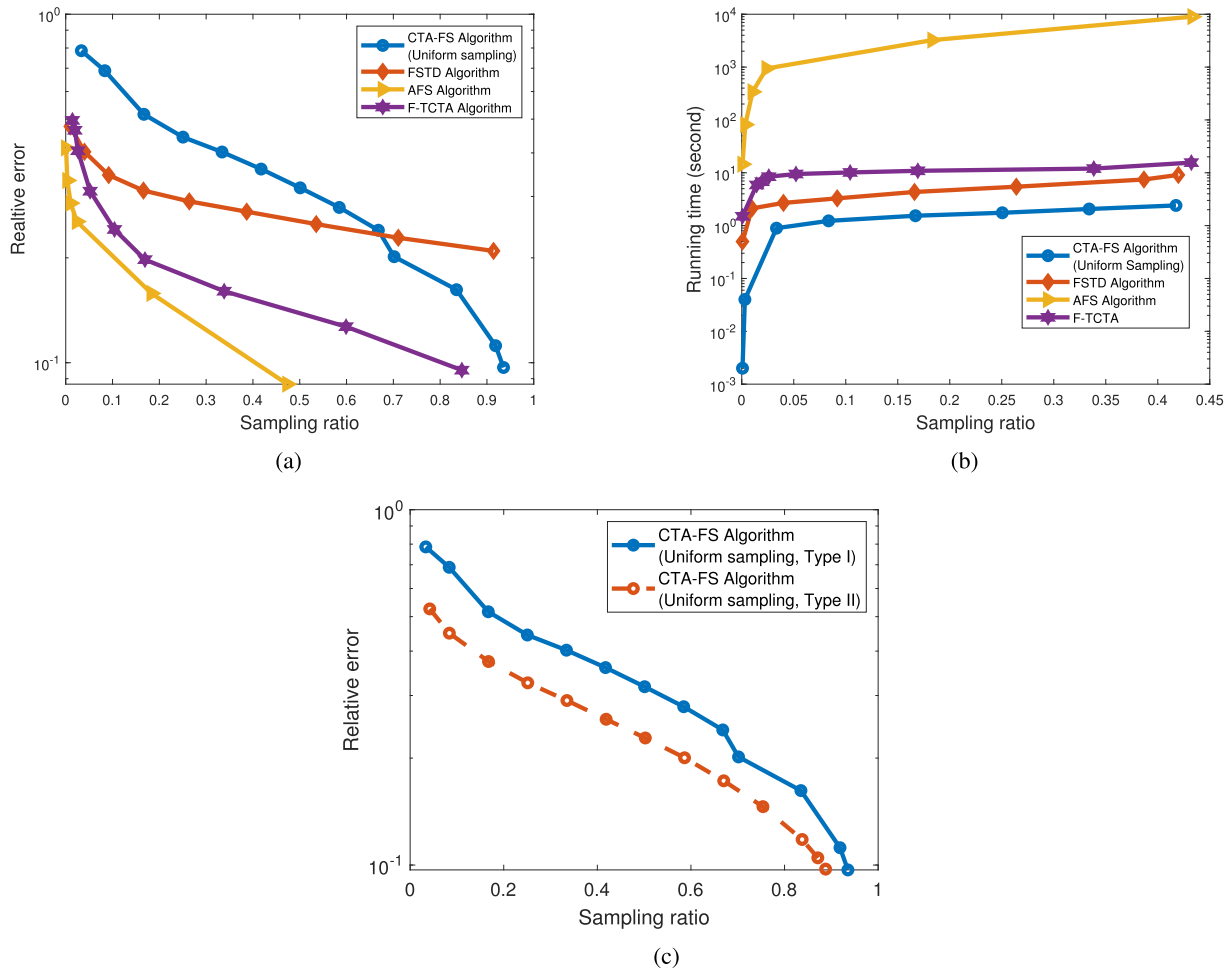 10^0
10^-1
Realtive error
0
0.1
0.2
0.3
0.4
0.5
0.6
0.7
0.8
0.9
1
Sampling ratio
CTA-FS Algorithm
(Uniform sampling)
FSTD Algorithm
AFS Algorithm
F-TCTA Algorithm
(a)
10^4
10^3
10^2
10^1
10^0
10^-1
10^-2
10^-3
Running time (second)
0
0.05
0.1
0.15
0.2
0.25
0.3
0.35
0.4
0.45
Sampling ratio
CTA-FS Algorithm
(Uniform Sampling)
FSTD Algorithm
AFS Algorithm
F-TCTA
(b)
10^0
10^-1
Relative error
0
0.2
0.4
0.6
0.8
1
Sampling ratio
CTA-FS Algorithm
(Uniform sampling, Type I)
CTA-FS Algorithm
(Uniform sampling, Type II)
(c)